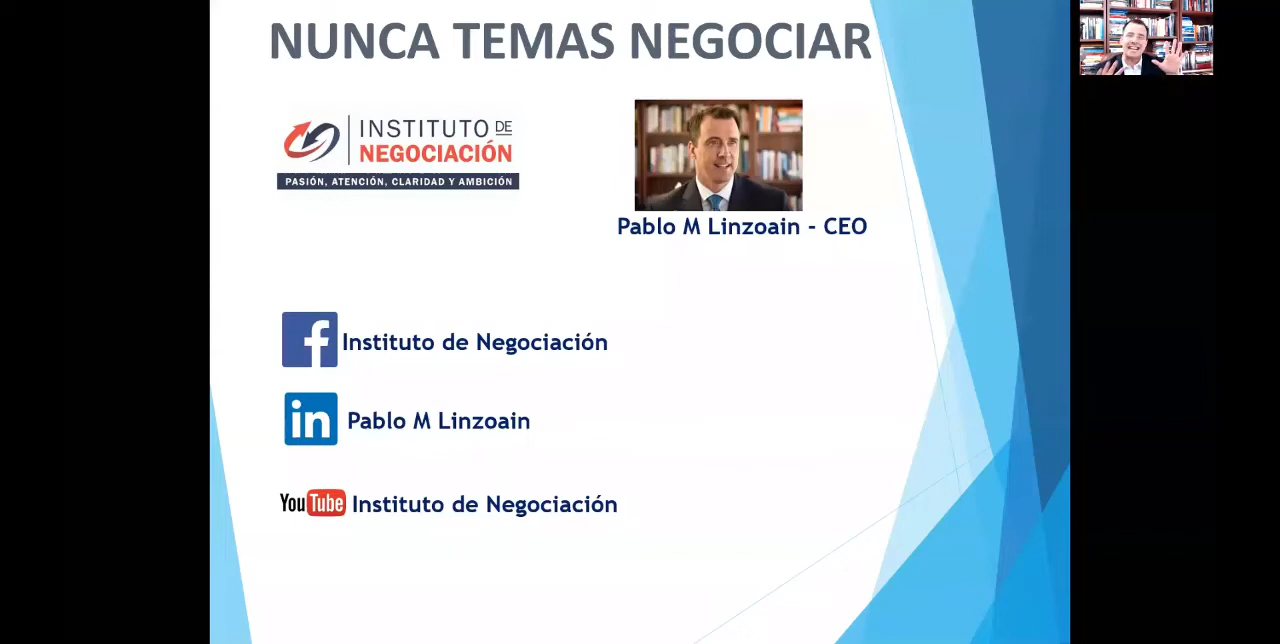 NUNCA TEMAS NEGOCIAR
INSTITUTO DE
NEGOCIACIÓN
PASIÓN, ATENCIÓN, CLARIDAD Y AMBICIÓN
Pablo M Linzoain - CEO
f Instituto de Negociación
in Pablo M Linzoain
YouTube Instituto de Negociación